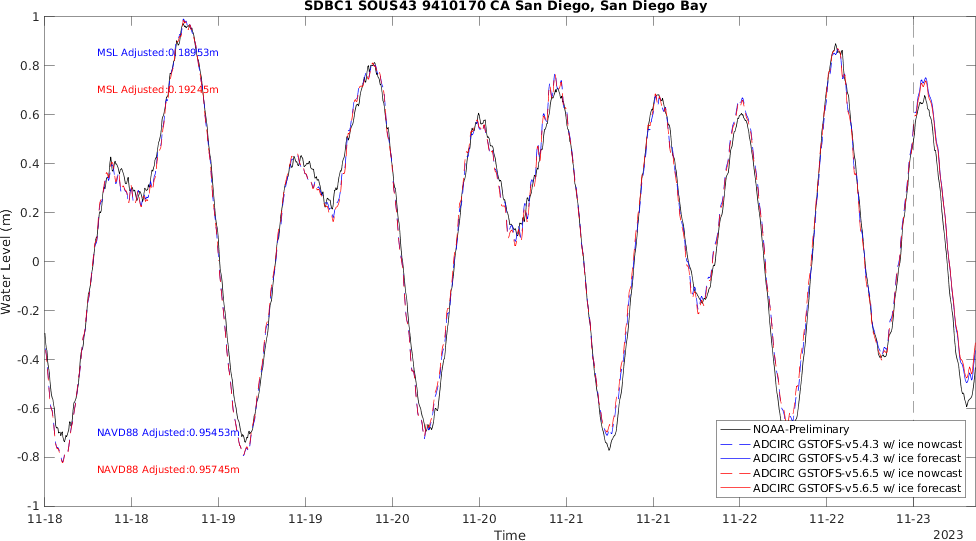 SDBC1 SOUS43 9410170 CA San Diego, San Diego Bay
MSL Adjusted:0.18953m
MSL Adjusted:0.19245m
NAVD88 Adjusted:0.95453m
NAVD88 Adjusted:0.95745m
Water Level (m)
1
0.8
0.6
0.4
0.2
0
-0.2
-0.4
-0.6
-0.8
-1
NOAA-Preliminary
ADCIRC GSTOFS-v5.4.3 w/ ice nowcast
ADCIRC GSTOFS-v5.4.3 w/ ice forecast
ADCIRC GSTOFS-v5.6.5 w/ ice nowcast
ADCIRC GSTOFS-v5.6.5 w/ ice forecast
11-18 11-18 11-19 11-19 11-20 11-20 11-21 11-21 11-22 11-22 11-23
Time
2023